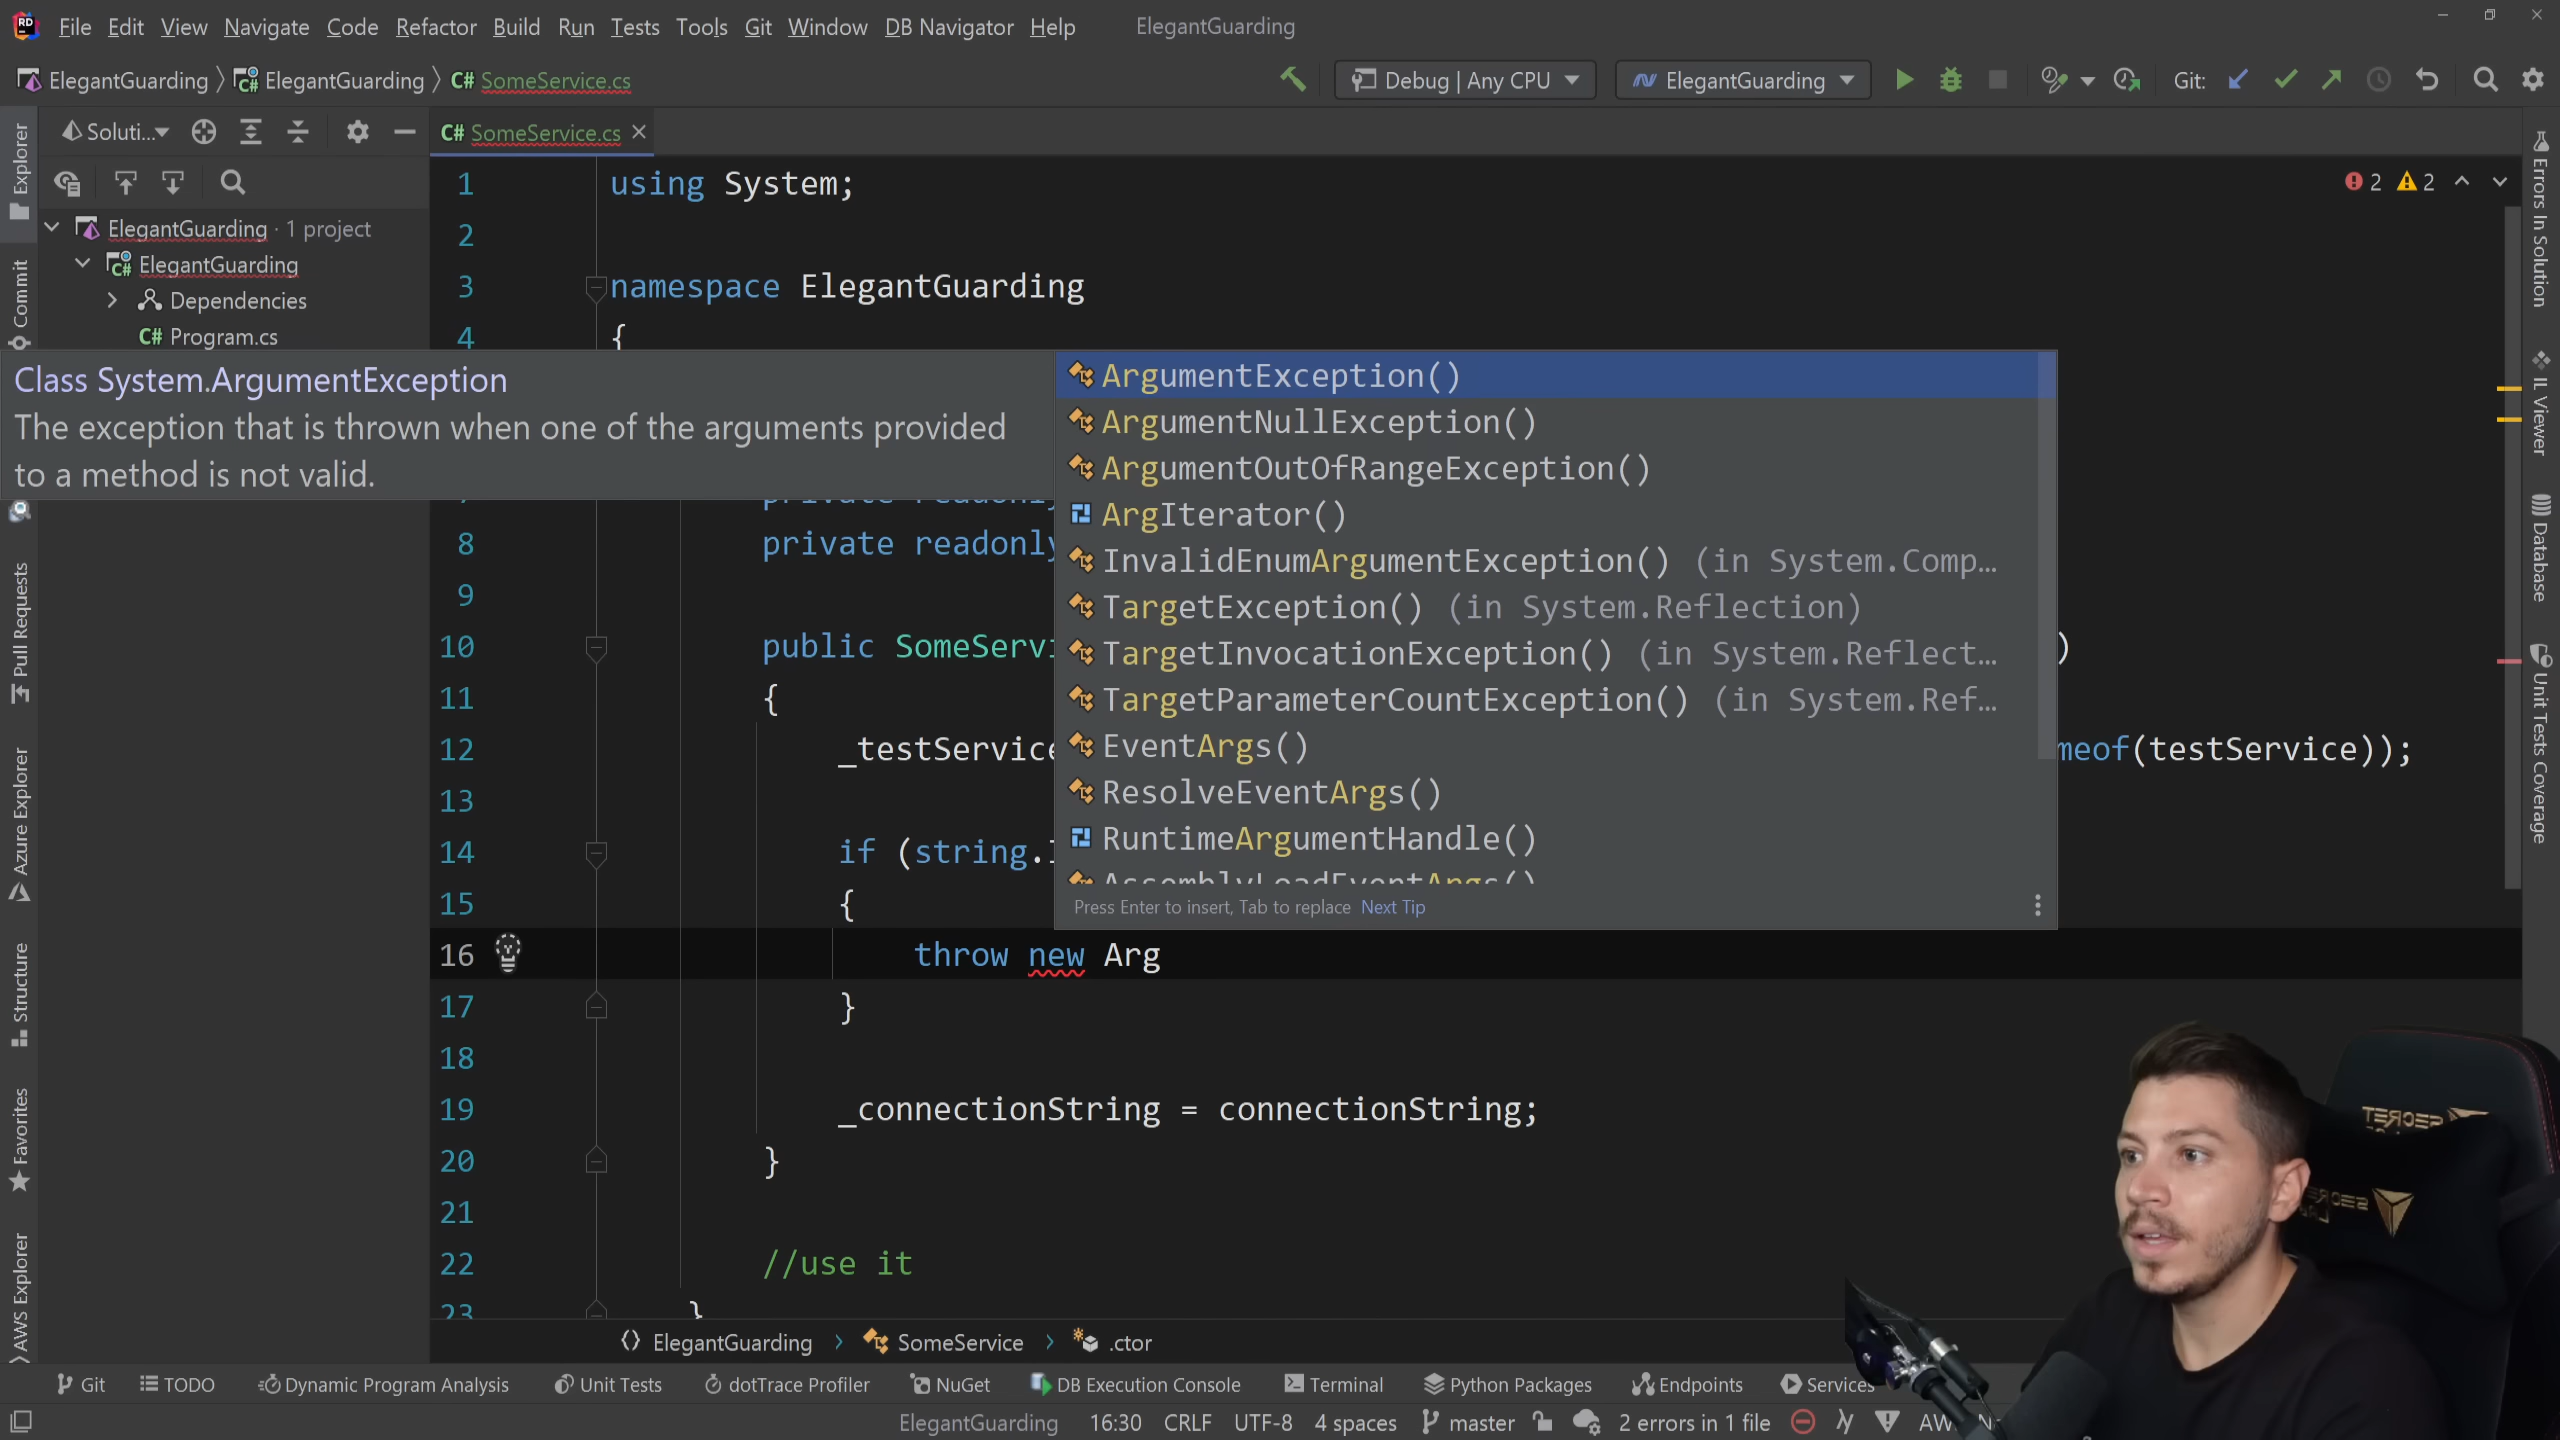 File Edit View Navigate Code Refactor Build Run Tests Tools Git Window DB Navigator Help ElegantGuarding
ElegantGuarding ElegantGuarding C# SomeService.cs Debug | Any CPU ElegantGuarding Git:
Soluti... C# SomeService.cs
Explorer
Commit
Pull Requests
Azure Explorer
Structure
Favorites
AWS Explorer
ElegantGuarding · 1 project
ElegantGuarding
Dependencies
C# Program.cs
Class System.ArgumentException
The exception that is thrown when one of the arguments provided
to a method is not valid.
2 2
1 using System;
2
3 namespace ElegantGuarding
4 {
ArgumentException()
ArgumentNullException()
ArgumentOutOfRangeException()
ArgIterator()
InvalidEnumArgumentException() (in System.Comp...
TargetException() (in System.Reflection)
TargetInvocationException() (in System.Reflect...
TargetParameterCountException() (in System.Ref...
EventArgs()
ResolveEventArgs()
RuntimeArgumentHandle()
AssemblyLoadEventArgs()
Press Enter to insert, Tab to replace Next Tip
private readonly
8 private readonly
9
10 public SomeServi )
11 {
12 _testService meof(testService));
13
14 if (string.I
15 {
16 throw new Arg
17 }
18
19 _connectionString = connectionString;
20 }
21
22 //use it
23 }
ElegantGuarding SomeService .ctor
Errors In Solution
IL Viewer
Database
Unit Tests Coverage
SECRET
Git TODO Dynamic Program Analysis Unit Tests dotTrace Profiler NuGet DB Execution Console Terminal Python Packages Endpoints Services
ElegantGuarding 16:30 CRLF UTF-8 4 spaces master 2 errors in 1 file AW